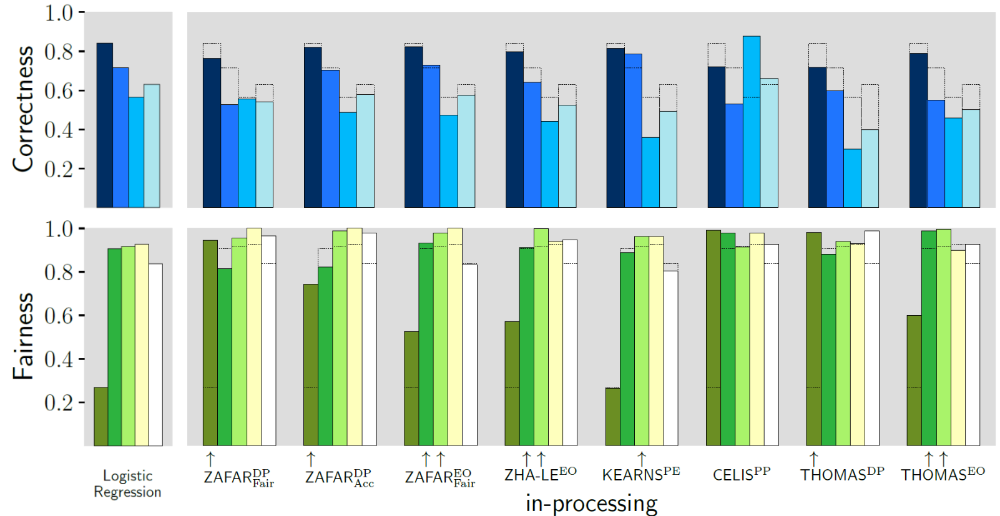 1.0
0.8
0.6
0.4
0.2
Correctness
1.0
0.8
0.6
0.4
0.2
Fairness
↑ ↑ ↑ ↑ ↑ ↑ ↑ ↑ ↑ ↑
Logistic
Regression
ZAFAR^DP_Fair
ZAFAR^DP_Acc
ZAFAR^EO_Fair
ZHA-LE^EO
KEARNS^PE
CELIS^PP
THOMAS^DP
THOMAS^EO
in-processing